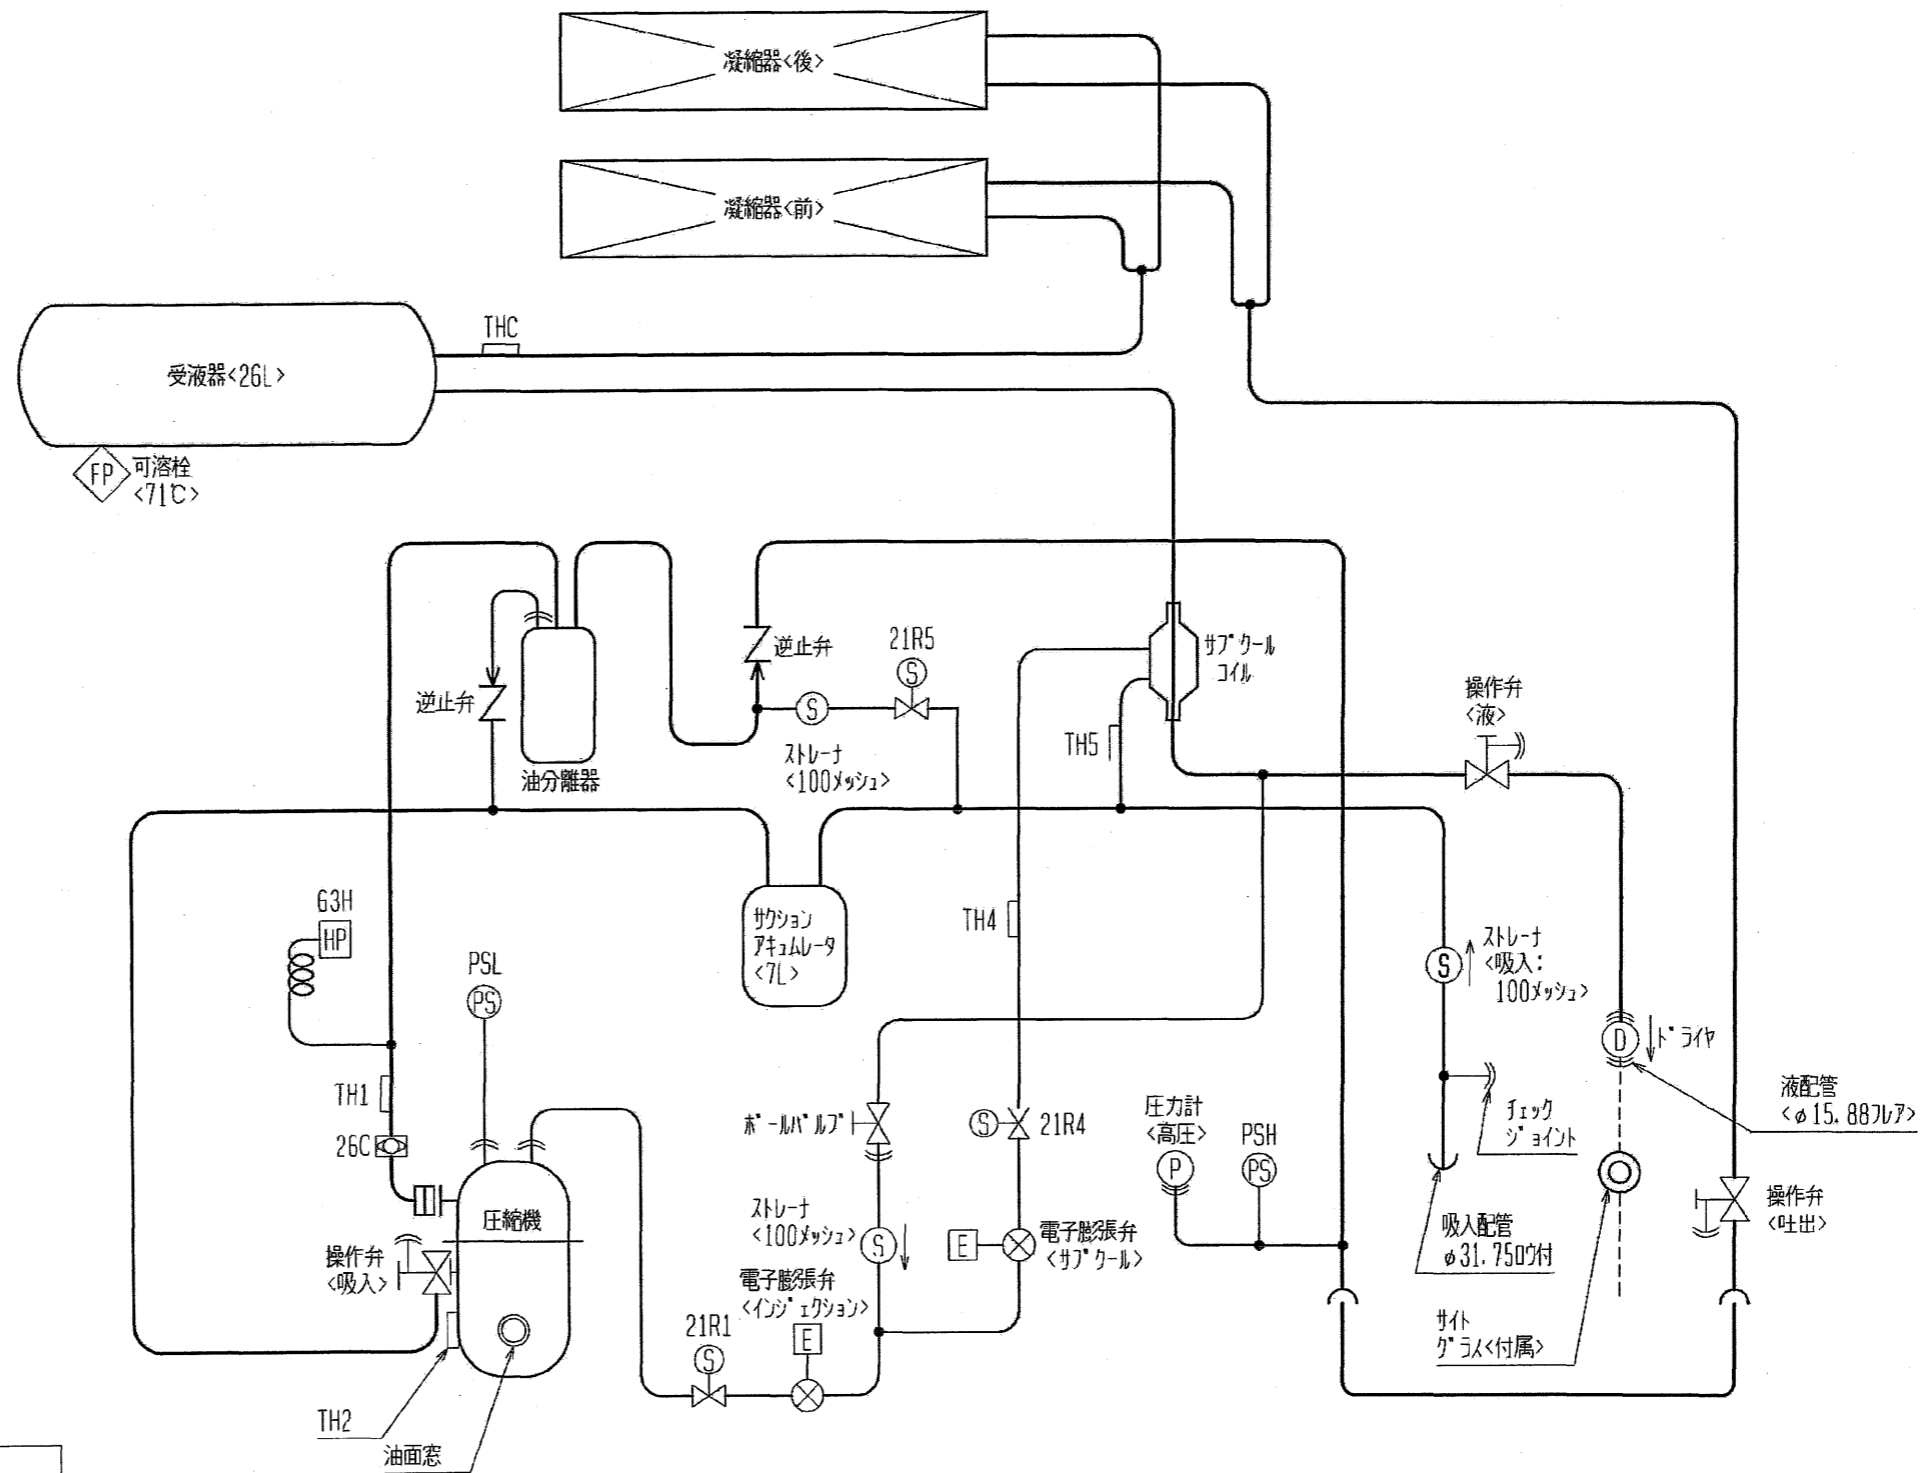 凝縮器<後>
凝縮器<前>
THC
受液器<26L>
FP
可溶栓
<71℃>
逆止弁
21R5
S
S
逆止弁
ストレーナ
<100メッシュ>
油分離器
サブクール
コイル
TH5
操作弁
<液>
63H
HP
PSL
PS
サクション
アキュムレータ
<7L>
TH4
S
ストレーナ
<吸入:
100メッシュ>
D
ドライヤ
TH1
26C
ボールバルブ
S
21R4
圧力計
<高圧>
P
PSH
PS
チェック
ジョイント
液配管
<φ15.88フレア>
圧縮機
操作弁
<吸入>
ストレーナ
<100メッシュ>
S
E
電子膨張弁
<サブクール>
吸入配管
φ31.75ロウ付
操作弁
<吐出>
電子膨張弁
<インジェクション>
E
21R1
S
サイト
グラス<付属>
TH2
油面窓